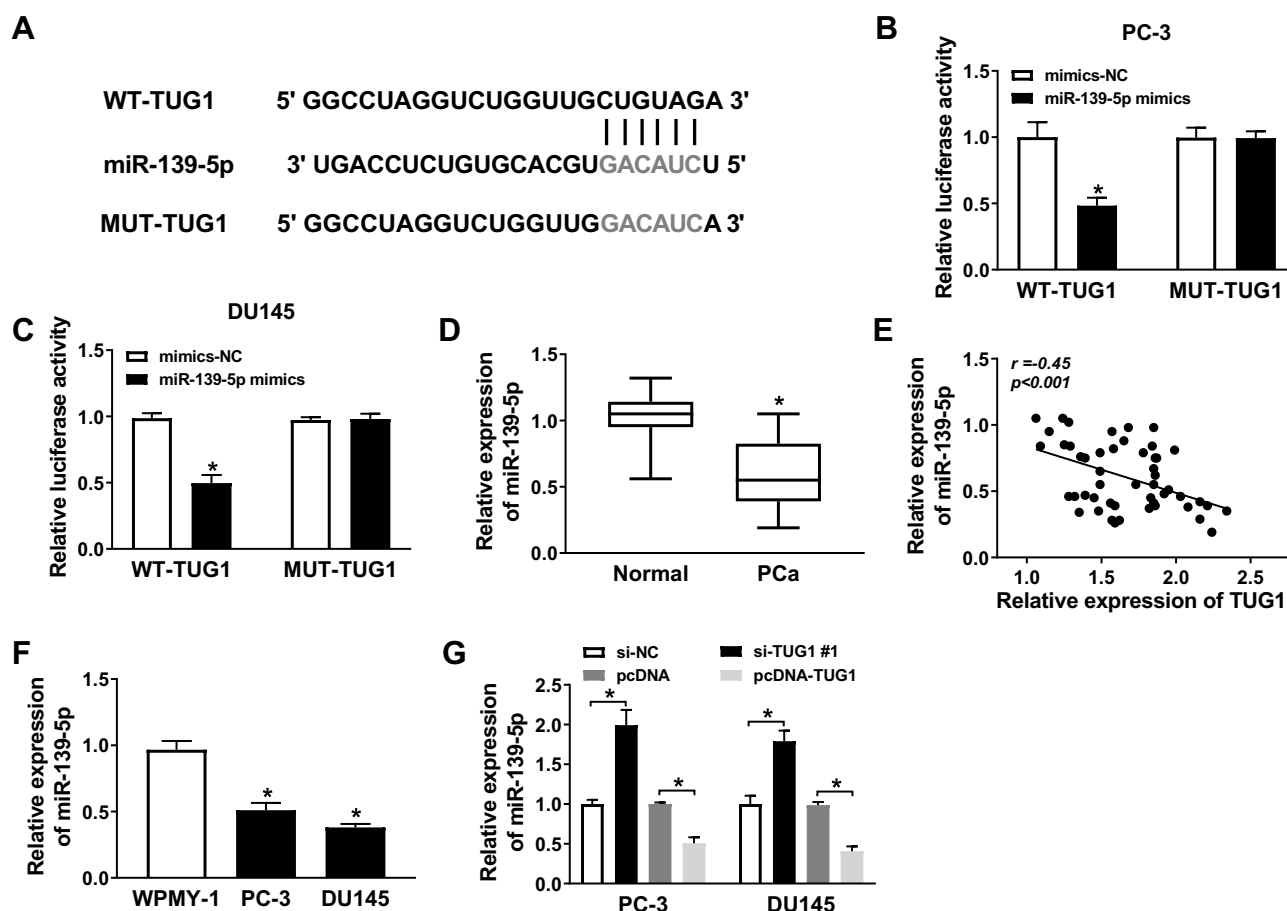 A
WT-TUG1 5' GGCCUAGGUCUGGUUGCUGUAGA 3'
miR-139-5p 3' UGACCUCUGUGCACGUGACAUCU 5'
MUT-TUG1 5' GGCCUAGGUCUGGUUGGACAUCA 3'
B
PC-3
Relative luciferase activity
mimics-NC
miR-139-5p mimics
1.5
1.0
0.5
0.0
*
WT-TUG1 MUT-TUG1
C
DU145
Relative luciferase activity
mimics-NC
miR-139-5p mimics
1.5
1.0
0.5
0.0
*
WT-TUG1 MUT-TUG1
D
Relative expression
of miR-139-5p
1.5
1.0
0.5
0.0
*
Normal PCa
E
Relative expression
of miR-139-5p
r =-0.45
p<0.001
1.5
1.0
0.5
0.0
1.0 1.5 2.0 2.5
Relative expression of TUG1
F
Relative expression
of miR-139-5p
1.5
1.0
0.5
0.0
* *
WPMY-1 PC-3 DU145
G
si-NC si-TUG1 #1
pcDNA pcDNA-TUG1
Relative expression
of miR-139-5p
2.5
2.0
1.5
1.0
0.5
0.0
* * * *
PC-3 DU145